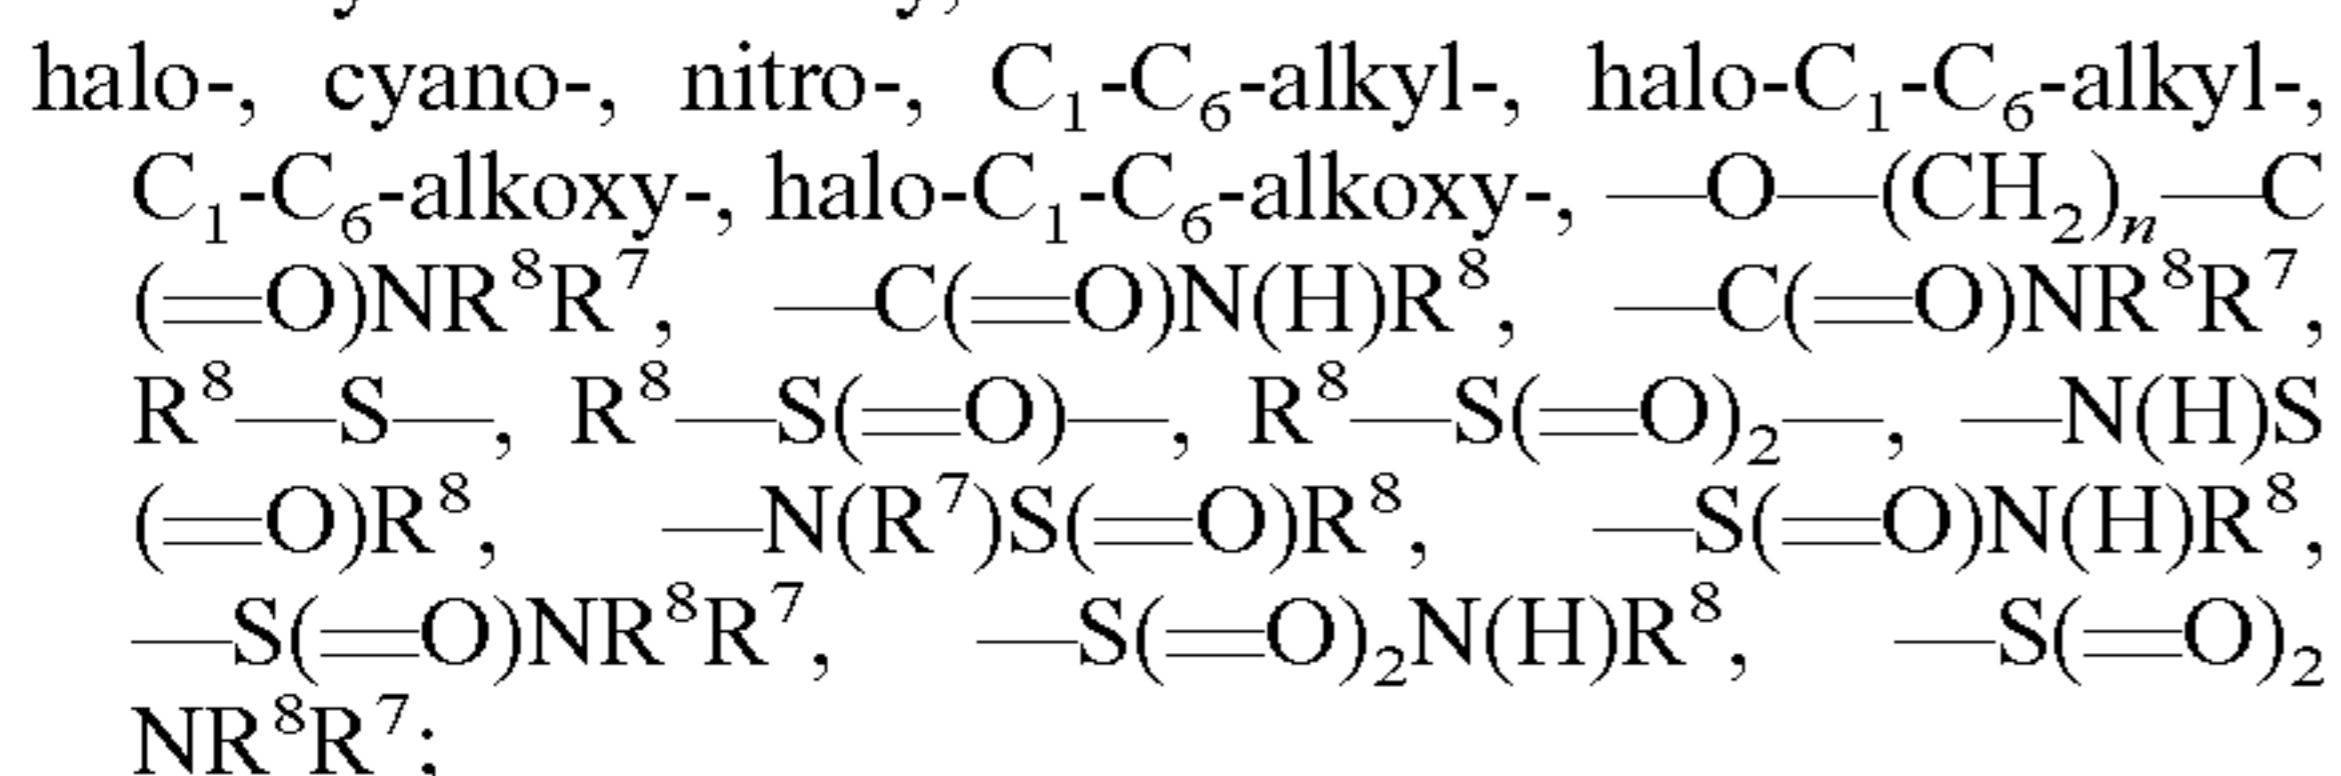 halo-, cyano-, nitro-, C₁-C₆-alkyl-, halo-C₁-C₆-alkyl-,
C₁-C₆-alkoxy-, halo-C₁-C₆-alkoxy-, —O—(CH₂)ₙ—C
(=O)NR⁸R⁷, —C(=O)N(H)R⁸, —C(=O)NR⁸R⁷,
R⁸—S—, R⁸—S(=O)—, R⁸—S(=O)₂—, —N(H)S
(=O)R⁸, —N(R⁷)S(=O)R⁸, —S(=O)N(H)R⁸,
—S(=O)NR⁸R⁷, —S(=O)₂N(H)R⁸, —S(=O)₂
NR⁸R⁷;